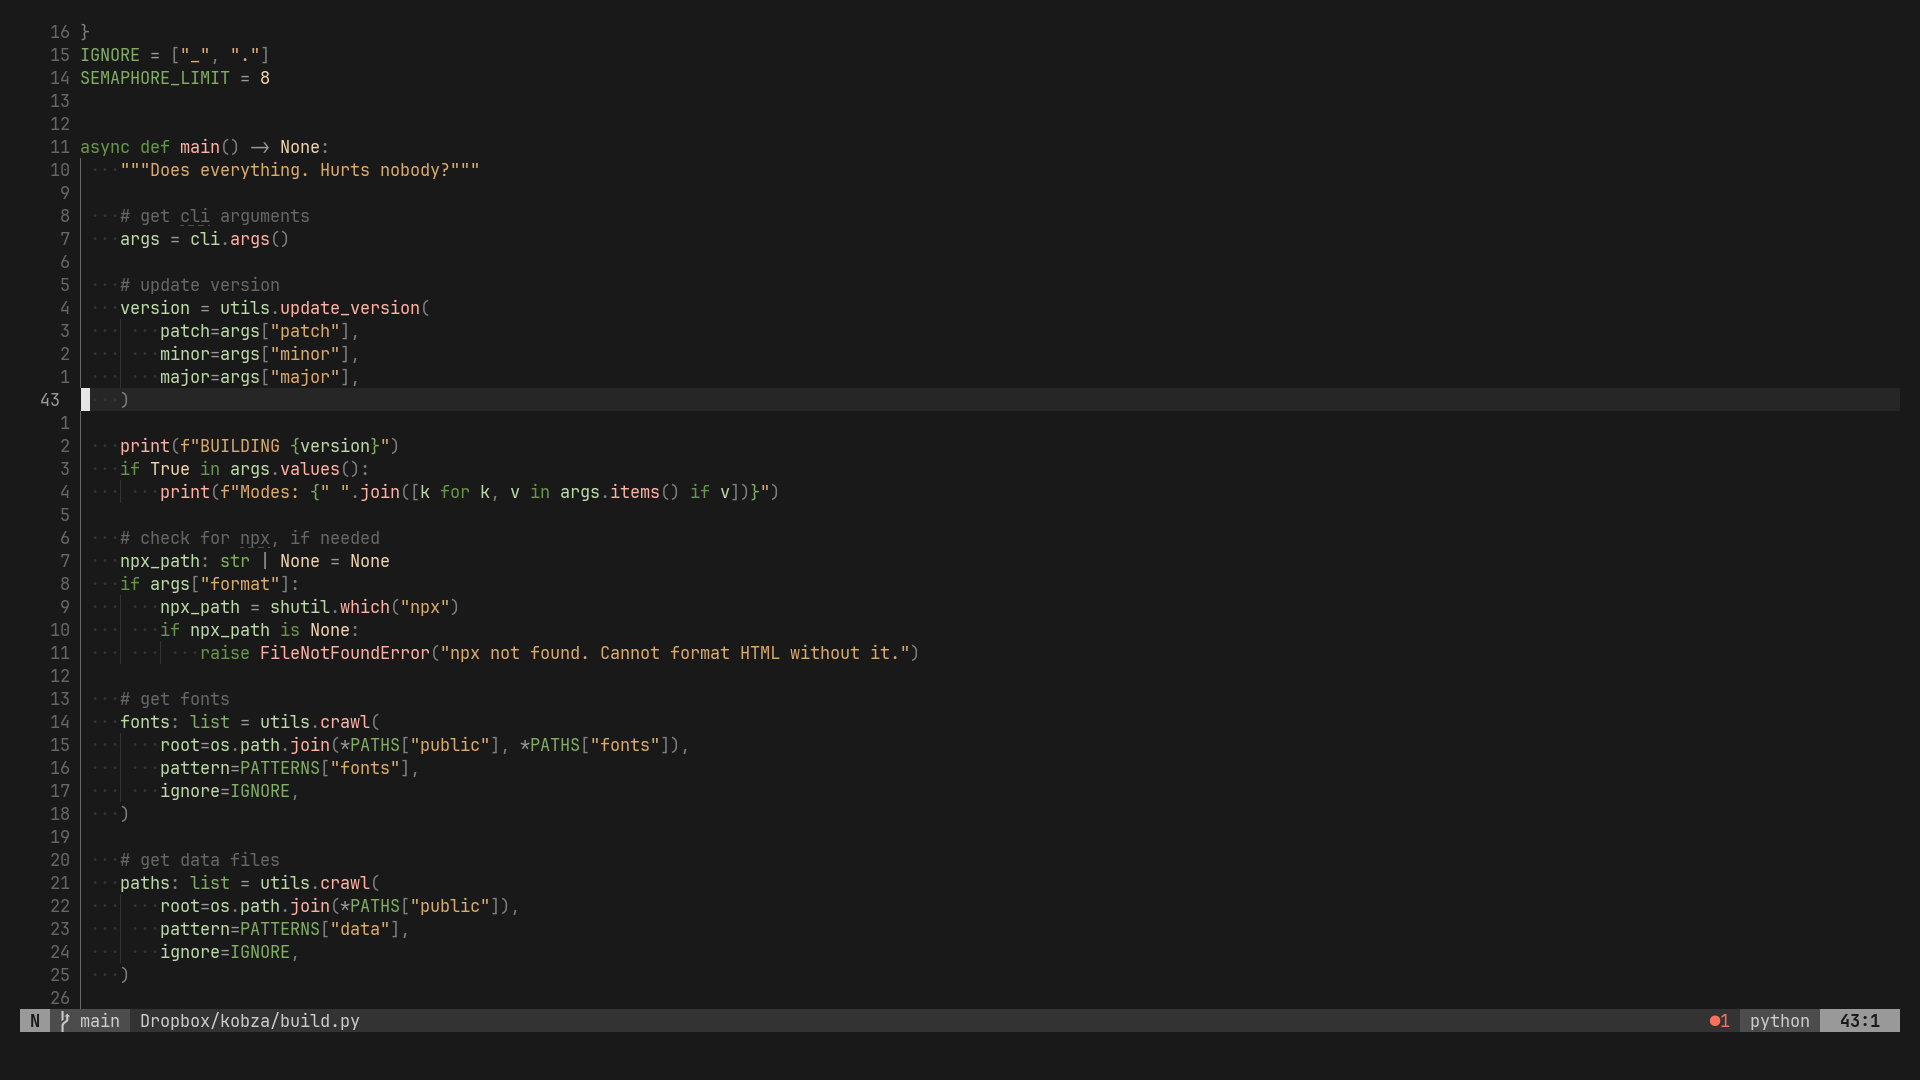 16 }
15 IGNORE = ["_", "."]
14 SEMAPHORE_LIMIT = 8
13
12
11 async def main() -> None:
10     """Does everything. Hurts nobody?"""
9
8     # get cli arguments
7     args = cli.args()
6
5     # update version
4     version = utils.update_version(
3         patch=args["patch"],
2         minor=args["minor"],
1         major=args["major"],
43     )
1
2     print(f"BUILDING {version}")
3     if True in args.values():
4         print(f"Modes: {" ".join([k for k, v in args.items() if v])}")
5
6     # check for npx, if needed
7     npx_path: str | None = None
8     if args["format"]:
9         npx_path = shutil.which("npx")
10         if npx_path is None:
11             raise FileNotFoundError("npx not found. Cannot format HTML without it.")
12
13     # get fonts
14     fonts: list = utils.crawl(
15         root=os.path.join(*PATHS["public"], *PATHS["fonts"]),
16         pattern=PATTERNS["fonts"],
17         ignore=IGNORE,
18     )
19
20     # get data files
21     paths: list = utils.crawl(
22         root=os.path.join(*PATHS["public"]),
23         pattern=PATTERNS["data"],
24         ignore=IGNORE,
25     )
26
N main Dropbox/kobza/build.py ●1 python 43:1